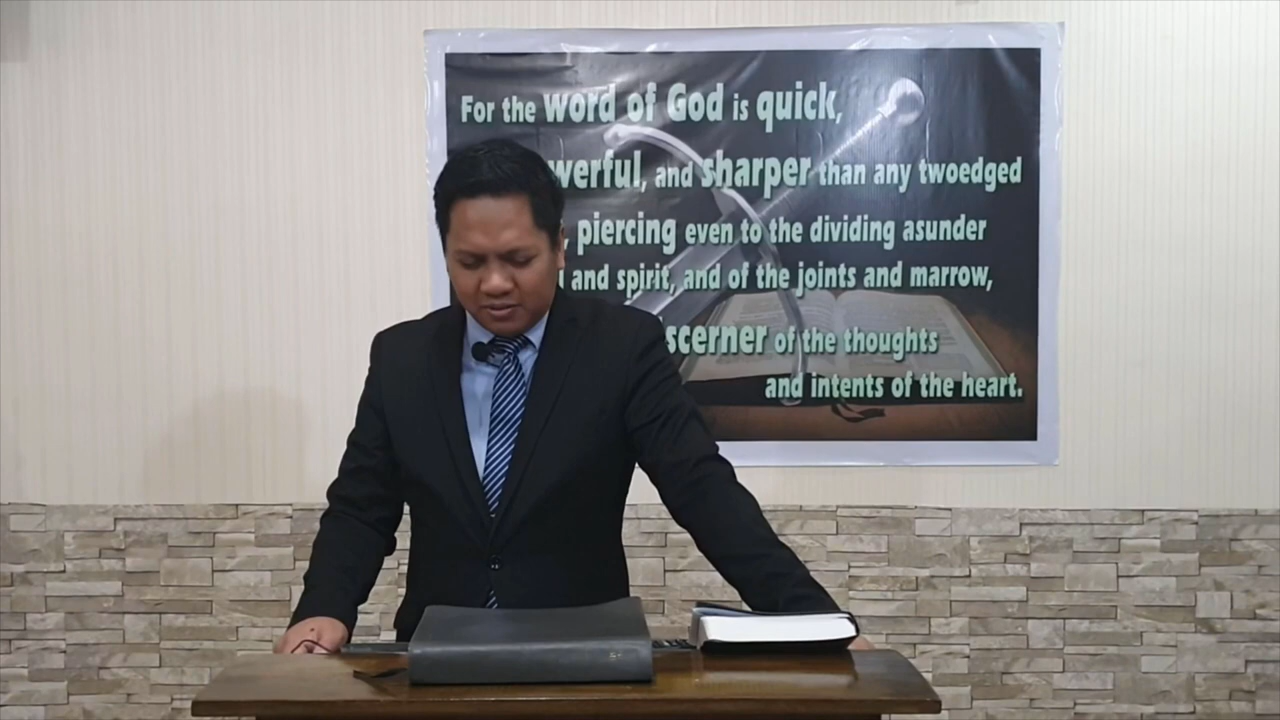 For the word of God is quick,
werful, and sharper than any twoedged
, piercing even to the dividing asunder
and spirit, and of the joints and marrow,
scerner of the thoughts
and intents of the heart.